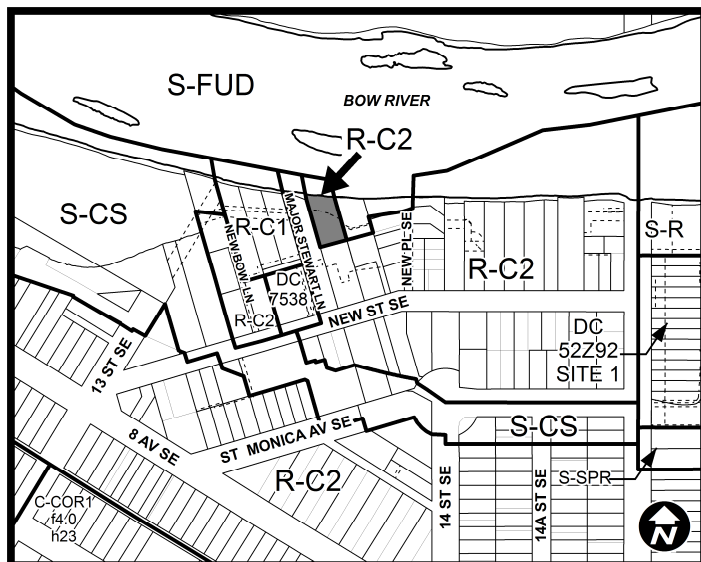 S-FUD
BOW RIVER
R-C2
S-CS
R-C1
MAJOR STEWART LN
NEW BOW LN
NEW PL SE
S-R
R-C2
DC
7538
R-C2
NEW ST SE
DC
52Z92
SITE 1
13 ST SE
8 AV SE
ST MONICA AV SE
S-CS
R-C2
14 ST SE
14A ST SE
S-SPR
C-COR1
f4.0
h23
N